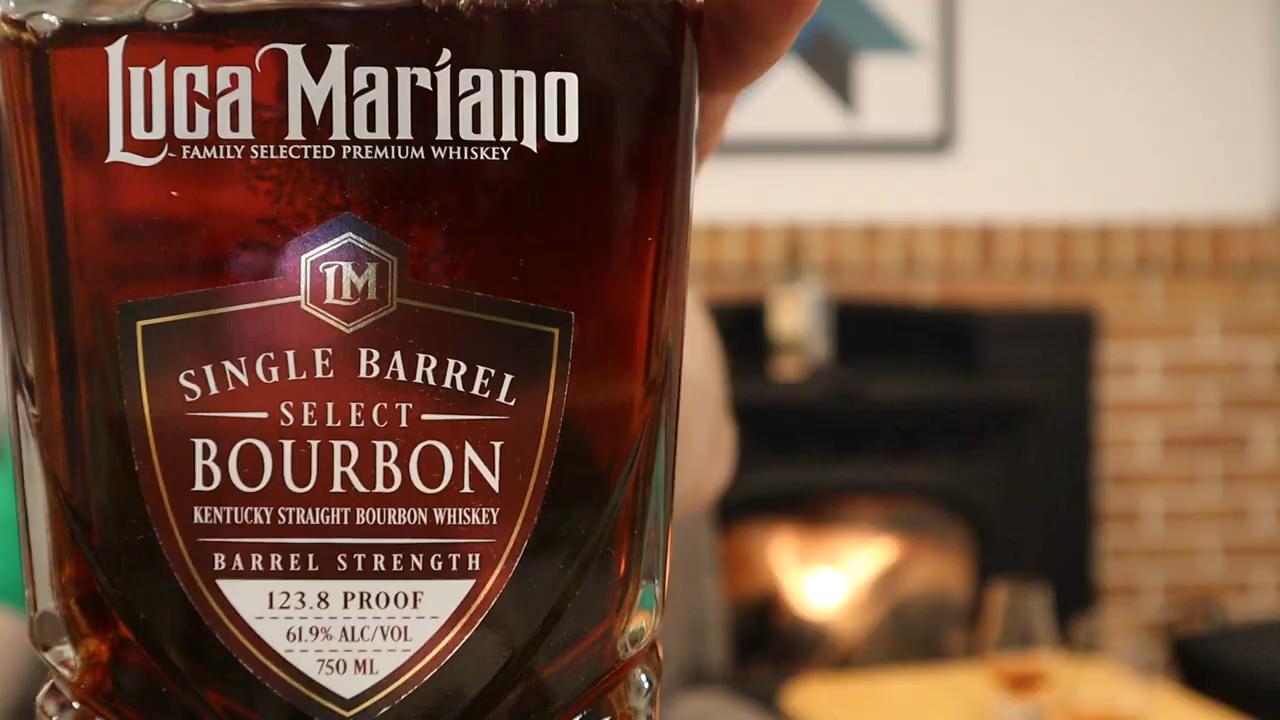 Luca Mariano
FAMILY SELECTED PREMIUM WHISKEY
LM
SINGLE BARREL
SELECT
BOURBON
KENTUCKY STRAIGHT BOURBON WHISKEY
BARREL STRENGTH
123.8 PROOF
61.9% ALC/VOL
750 ML